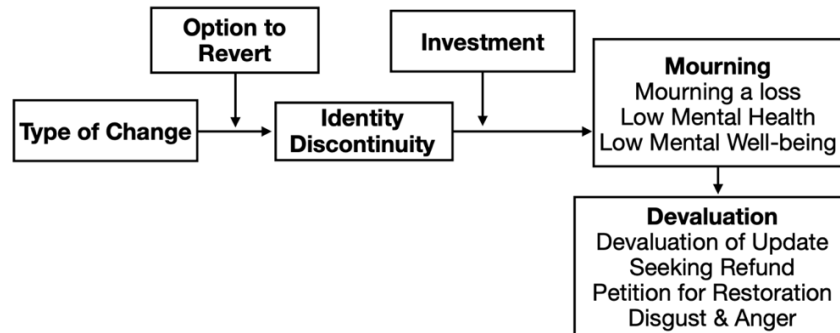 Option to
Revert
Investment
Type of Change
Identity
Discontinuity
Mourning
Mourning a loss
Low Mental Health
Low Mental Well-being
Devaluation
Devaluation of Update
Seeking Refund
Petition for Restoration
Disgust & Anger